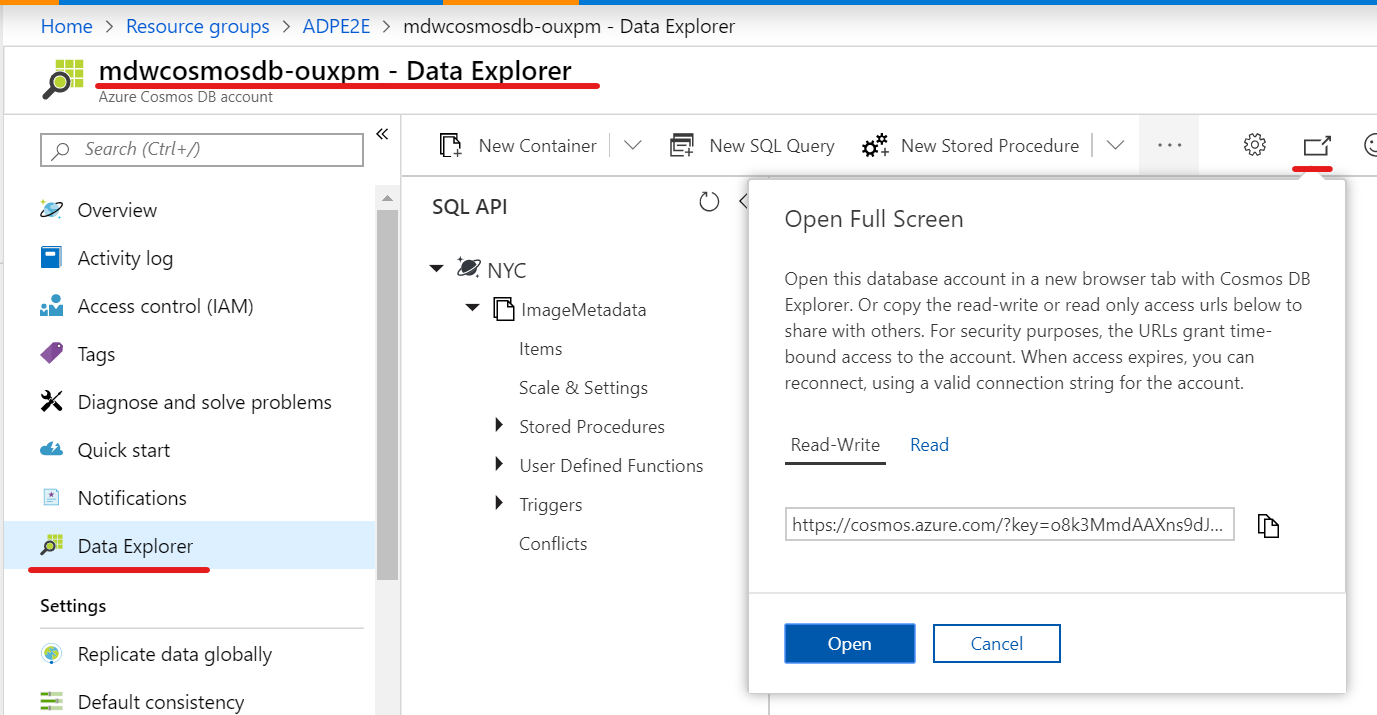 Home > Resource groups > ADPE2E > mdwcosmosdb-ouxpm - Data Explorer
mdwcosmosdb-ouxpm - Data Explorer
Azure Cosmos DB account
Search (Ctrl+/)
Overview
Activity log
Access control (IAM)
Tags
Diagnose and solve problems
Quick start
Notifications
Data Explorer
Settings
Replicate data globally
Default consistency
New Container
New SQL Query
New Stored Procedure
SQL API
NYC
ImageMetadata
Items
Scale & Settings
Stored Procedures
User Defined Functions
Triggers
Conflicts
Open Full Screen
Open this database account in a new browser tab with Cosmos DB
Explorer. Or copy the read-write or read only access urls below to
share with others. For security purposes, the URLs grant time-
bound access to the account. When access expires, you can
reconnect, using a valid connection string for the account.
Read-Write Read
https://cosmos.azure.com/?key=o8k3MmdAAXns9dJ...
Open Cancel